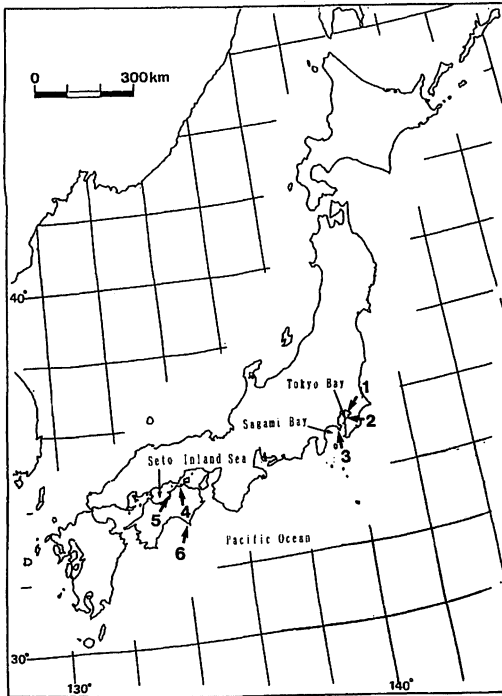 0 300km
40°
Tokyo Bay 1
2
Sagami Bay
3
Seto Inland Sea
5 4
6
Pacific Ocean
30°
130° 140°